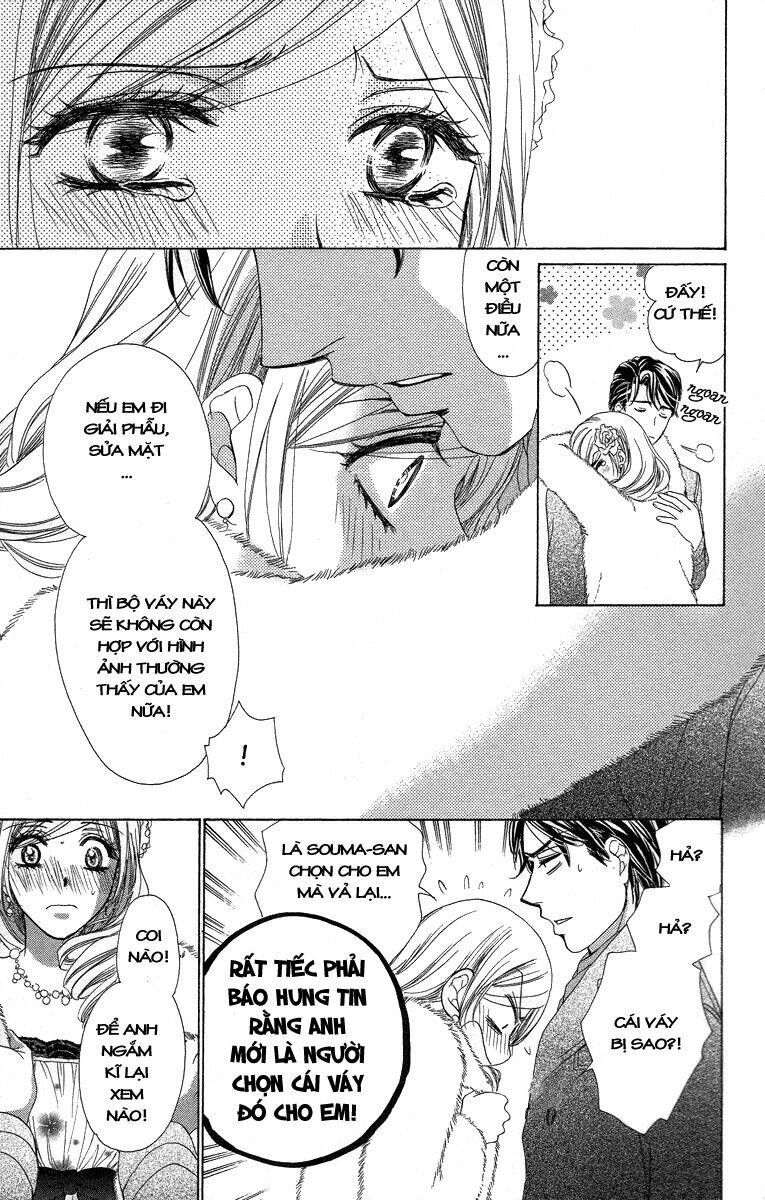 ĐẤY!
CỨ THẾ!
ngoan
ngoan
CÒN
MỘT
ĐIỀU
NỮA
...
NẾU EM ĐI
GIẢI PHẪU,
SỬA MẶT
...
THÌ BỘ VÁY NÀY
SẼ KHÔNG CÒN
HỢP VỚI HÌNH
ẢNH THƯỜNG
THẤY CỦA EM
NỮA!
!
HẢ?
HẢ?
CÁI VÁY
BỊ SAO?!
LÀ SOUMA-SAN
CHỌN CHO EM
MÀ VẢ LẠI...
RẤT TIẾC PHẢI
BÁO HUNG TIN
RẰNG ANH
MỚI LÀ NGƯỜI
CHỌN CÁI VÁY
ĐÓ CHO EM!
COI
NÀO!
ĐỂ ANH
NGẮM
KĨ LẠI
XEM
NÀO!